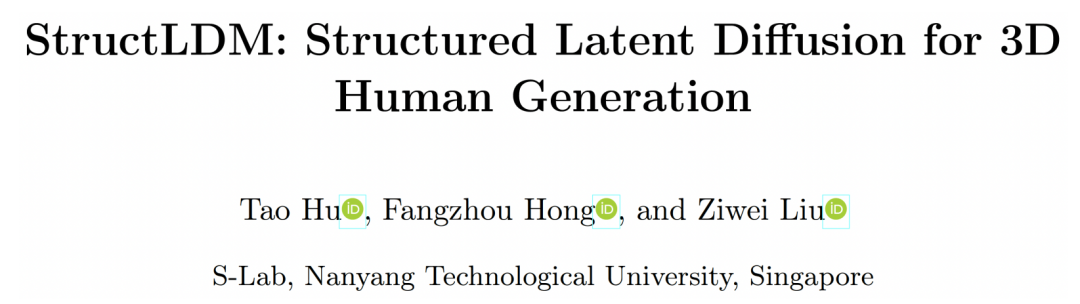 StructLDM: Structured Latent Diffusion for 3D
Human Generation
Tao Hu iD, Fangzhou Hong iD, and Ziwei Liu iD
S-Lab, Nanyang Technological University, Singapore